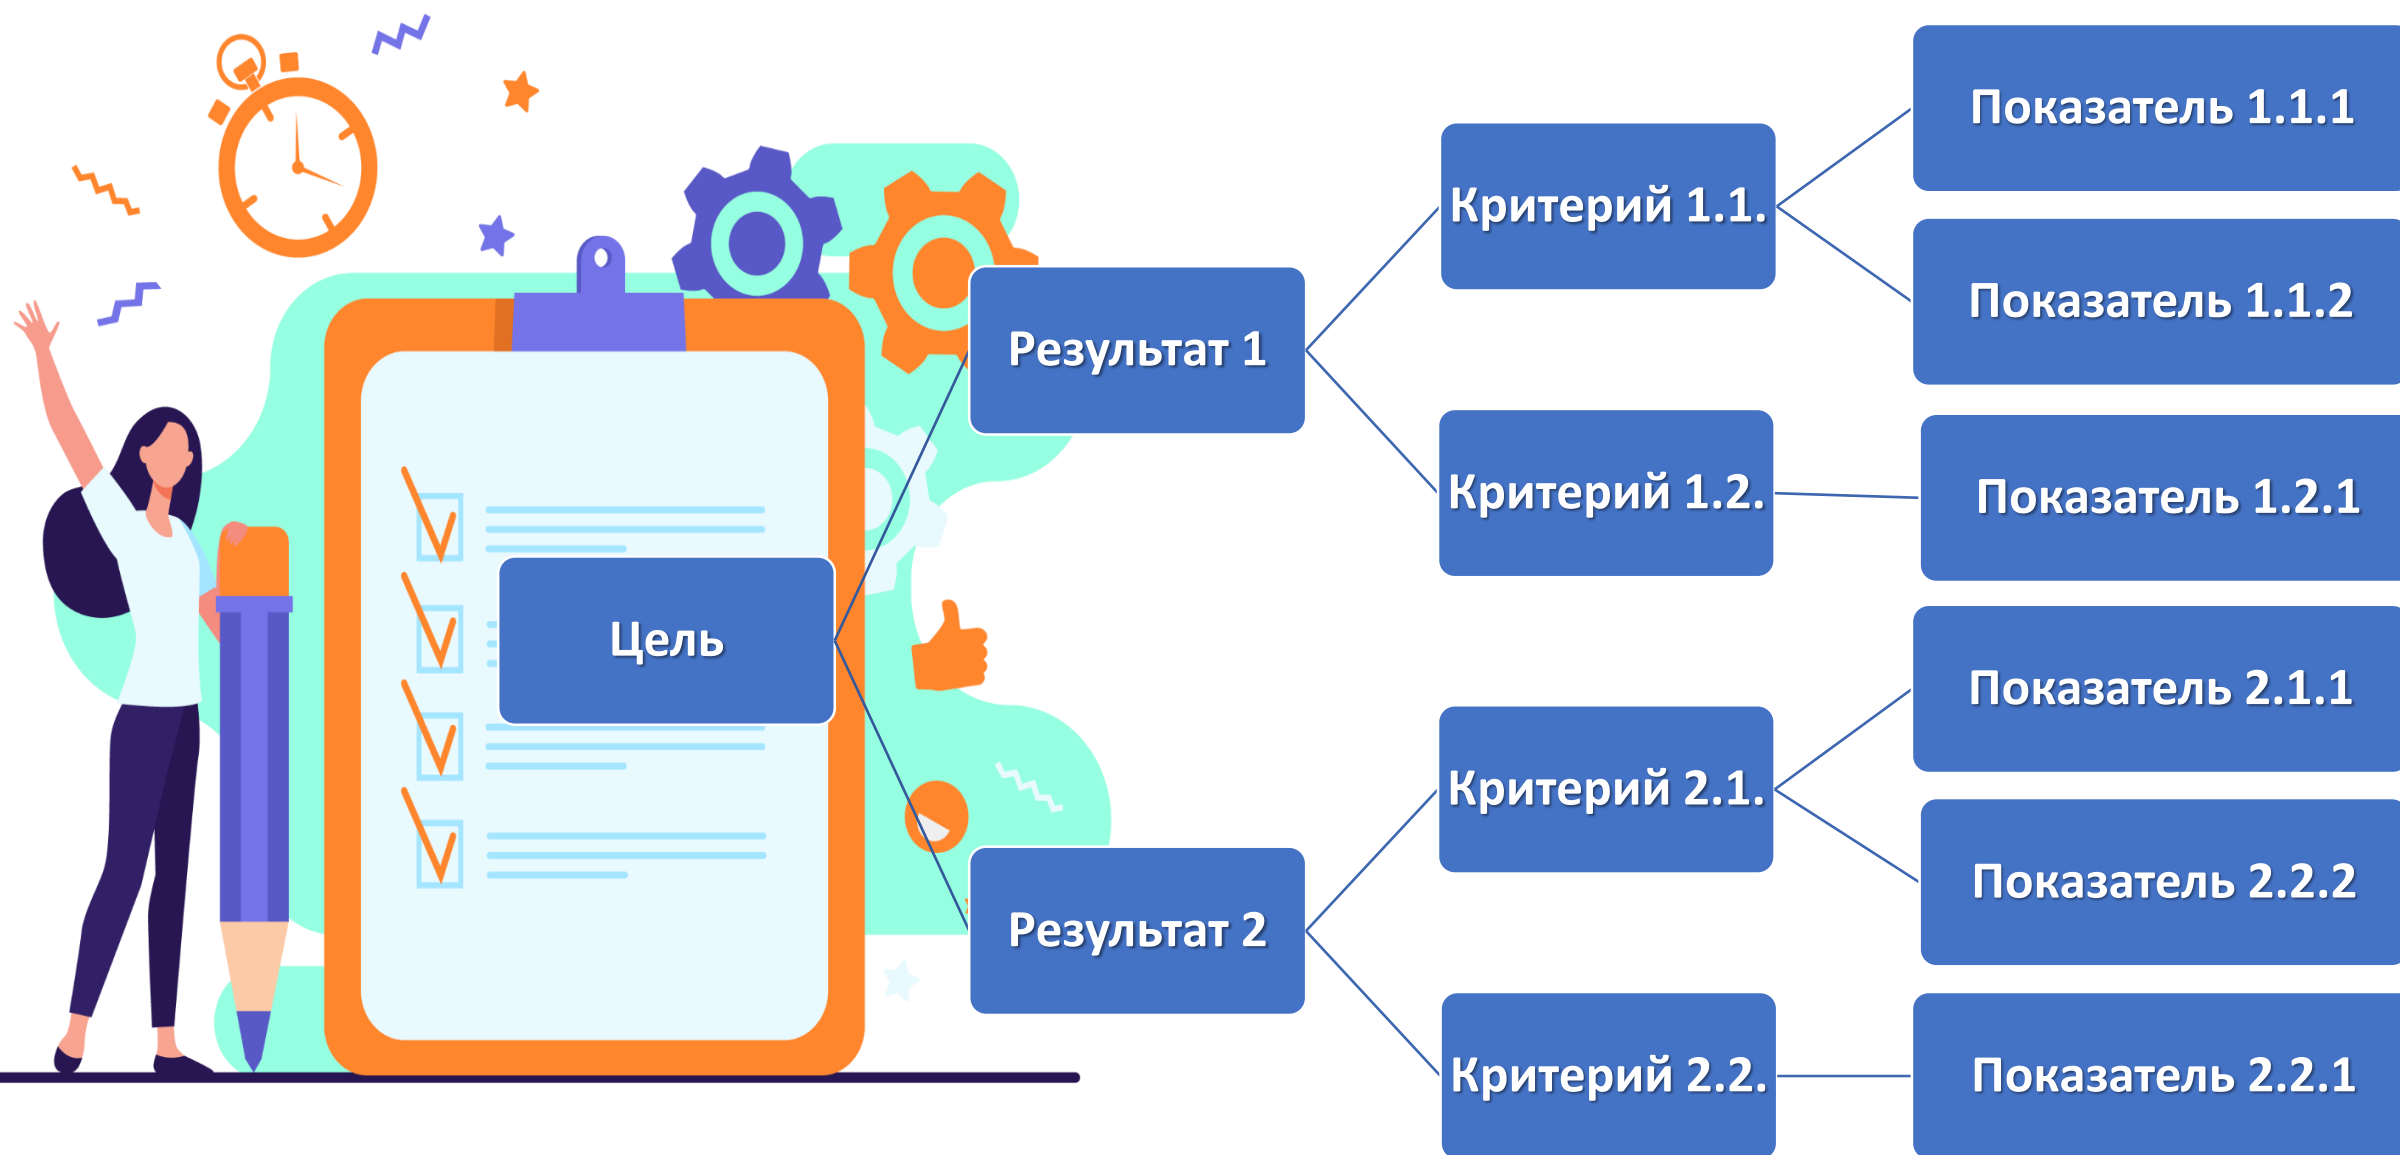 Цель
Результат 1
Критерий 1.1.
Показатель 1.1.1
Показатель 1.1.2
Критерий 1.2.
Показатель 1.2.1
Результат 2
Критерий 2.1.
Показатель 2.1.1
Показатель 2.2.2
Критерий 2.2.
Показатель 2.2.1